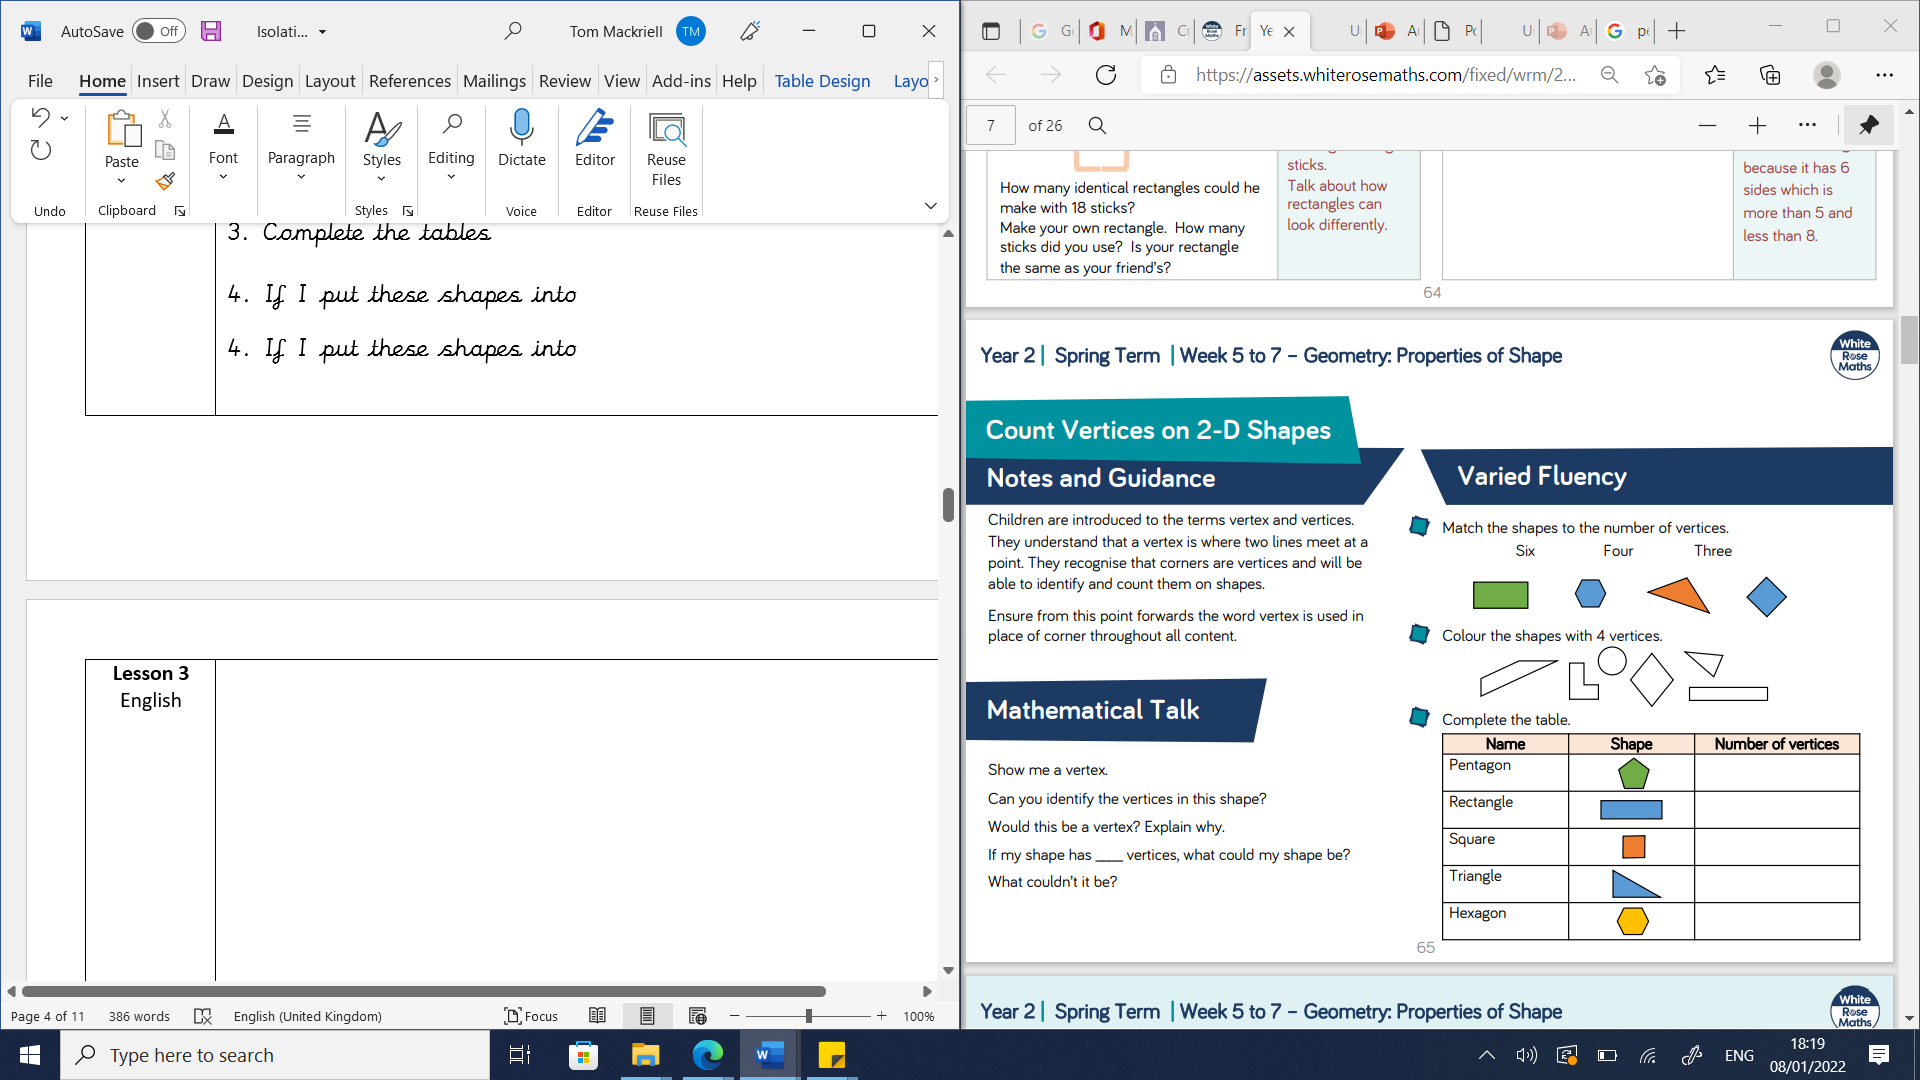 AutoSave Off Isolati... Tom Mackriell TM
File Home Insert Draw Design Layout References Mailings Review View Add-ins Help Table Design Layo
Paste Font Paragraph Styles Editing Dictate Editor Reuse Files
Undo Clipboard Styles Voice Editor Reuse Files
3. Complete the tables
4. If I put these shapes into
4. If I put these shapes into
Lesson 3
English
Page 4 of 11 386 words English (United Kingdom) Focus 100%
https://assets.whiterosemaths.com/fixed/wrm/2...
7 of 26
How many identical rectangles could he
make with 18 sticks?
Make your own rectangle. How many
sticks did you use? Is your rectangle
the same as your friend's?
sticks.
Talk about how
rectangles can
look differently.
because it has 6
sides which is
more than 5 and
less than 8.
64
Year 2 | Spring Term | Week 5 to 7 – Geometry: Properties of Shape
White
Rose
Maths
Count Vertices on 2-D Shapes
Notes and Guidance
Children are introduced to the terms vertex and vertices.
They understand that a vertex is where two lines meet at a
point. They recognise that corners are vertices and will be
able to identify and count them on shapes.
Ensure from this point forwards the word vertex is used in
place of corner throughout all content.
Mathematical Talk
Show me a vertex.
Can you identify the vertices in this shape?
Would this be a vertex? Explain why.
If my shape has ____ vertices, what could my shape be?
What couldn't it be?
Varied Fluency
Match the shapes to the number of vertices.
Six Four Three
Colour the shapes with 4 vertices.
Complete the table.
Name Shape Number of vertices
Pentagon
Rectangle
Square
Triangle
Hexagon
65
Year 2 | Spring Term | Week 5 to 7 – Geometry: Properties of Shape
White
Rose
Type here to search
ENG
18:19
08/01/2022